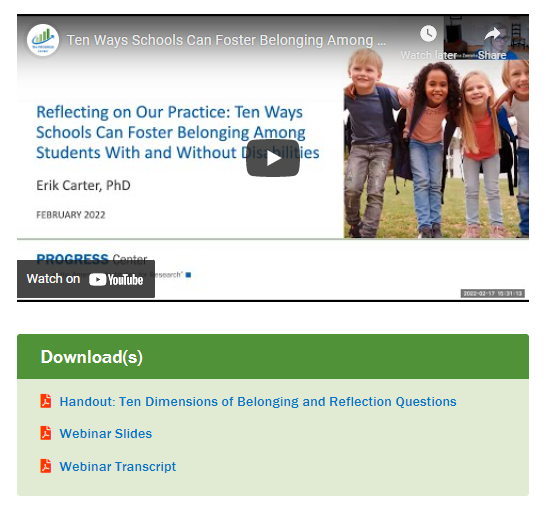 Ten Ways Schools Can Foster Belonging Among ...
Watch later
Share
Reflecting on Our Practice: Ten Ways
Schools Can Foster Belonging Among
Students With and Without Disabilities
Erik Carter, PhD
FEBRUARY 2022
PROGRESS Center
Research"
Watch on YouTube
2022-02-17 15:31:13
Download(s)
Handout: Ten Dimensions of Belonging and Reflection Questions
Webinar Slides
Webinar Transcript